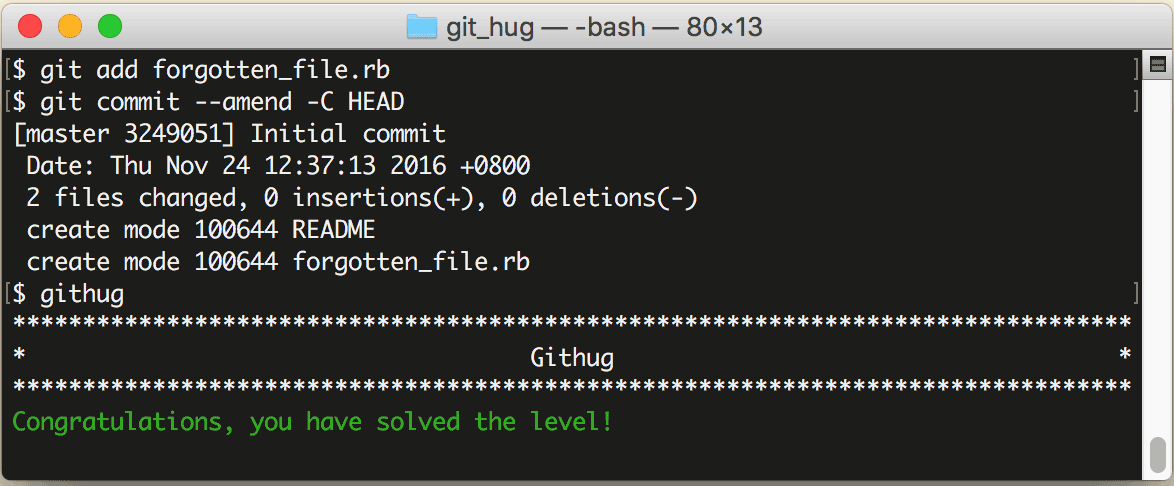 git_hug — -bash — 80×13
[$ git add forgotten_file.rb ]
[$ git commit --amend -C HEAD ]
[master 3249051] Initial commit
 Date: Thu Nov 24 12:37:13 2016 +0800
 2 files changed, 0 insertions(+), 0 deletions(-)
 create mode 100644 README
 create mode 100644 forgotten_file.rb
[$ githug ]
********************************************************************************
*                                     Githug                                    *
********************************************************************************
Congratulations, you have solved the level!